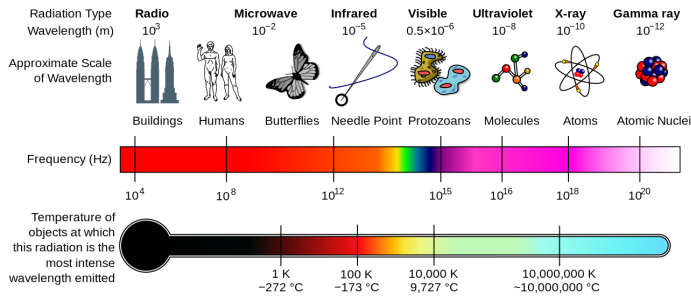 Radiation Type Radio Microwave Infrared Visible Ultraviolet X-ray Gamma ray
Wavelength (m) 10³ 10⁻² 10⁻⁵ 0.5×10⁻⁶ 10⁻⁸ 10⁻¹⁰ 10⁻¹²
Approximate Scale
of Wavelength
Buildings Humans Butterflies Needle Point Protozoans Molecules Atoms Atomic Nuclei
Frequency (Hz)
10⁴ 10⁸ 10¹² 10¹⁵ 10¹⁶ 10¹⁸ 10²⁰
Temperature of
objects at which
this radiation is the
most intense
wavelength emitted
1 K 100 K 10,000 K 10,000,000 K
−272 °C −173 °C 9,727 °C ~10,000,000 °C